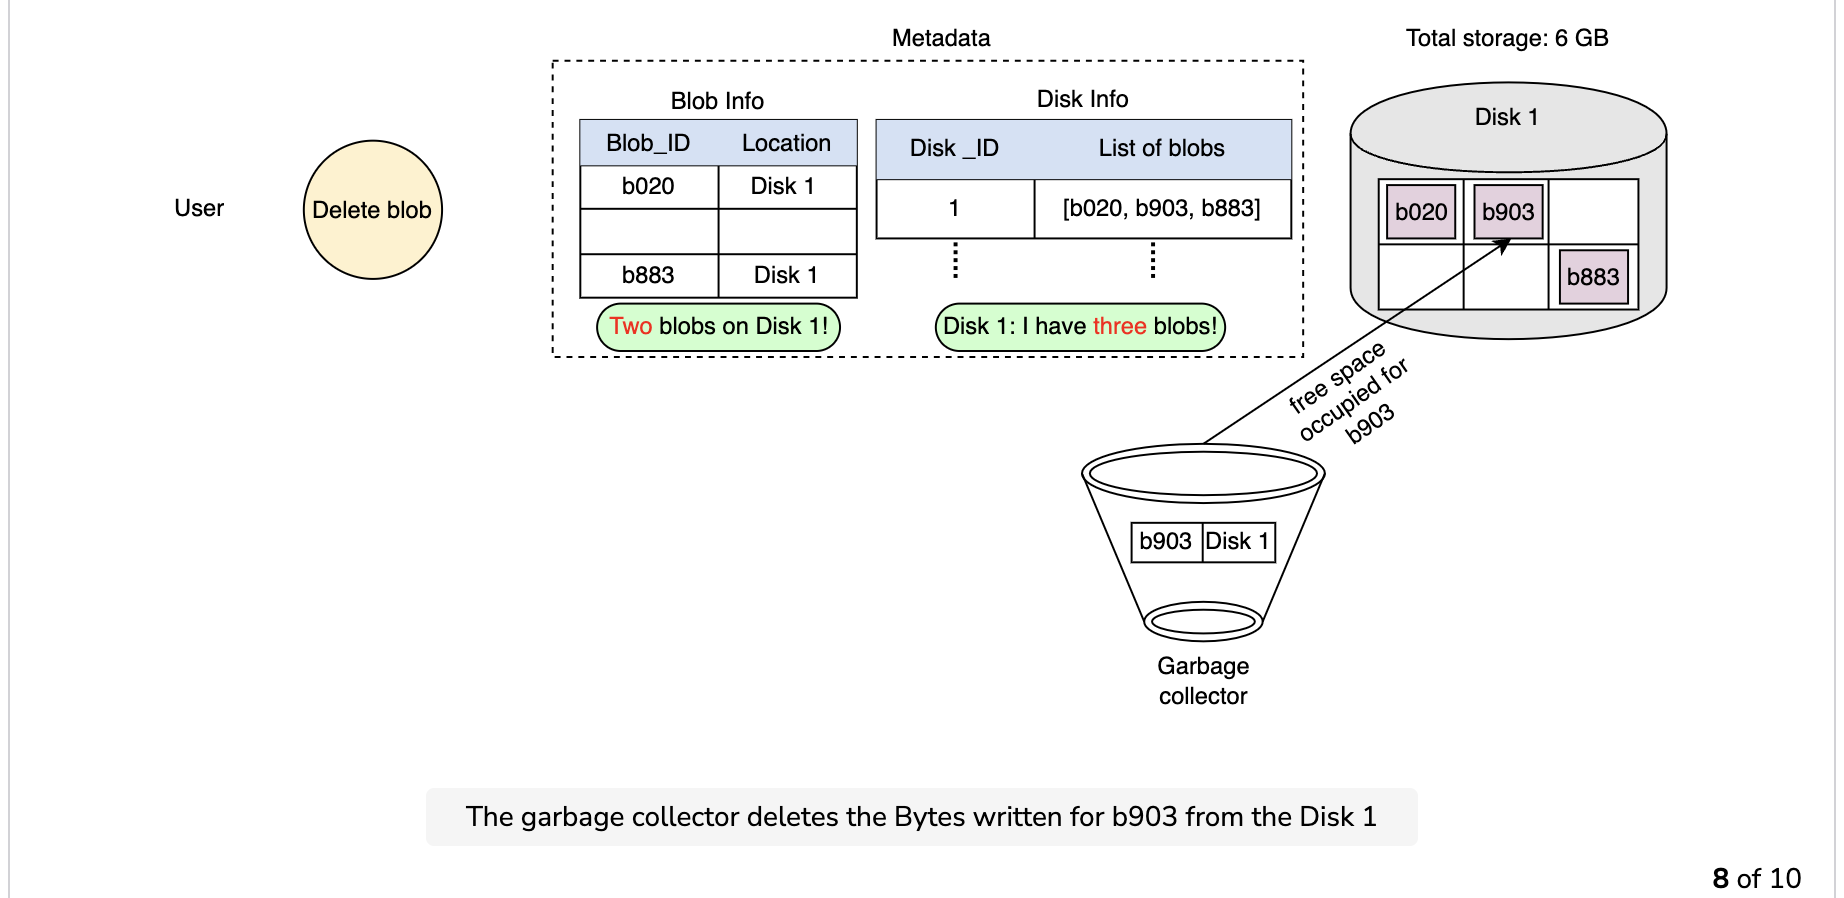 Metadata
Total storage: 6 GB
Blob Info
Disk Info
Blob_ID Location
b020 Disk 1
b883 Disk 1
Two blobs on Disk 1!
Disk _ID List of blobs
1 [b020, b903, b883]
Disk 1: I have three blobs!
Disk 1
b020 b903
b883
User
Delete blob
free space
occupied for
b903
b903 Disk 1
Garbage
collector
The garbage collector deletes the Bytes written for b903 from the Disk 1
8 of 10